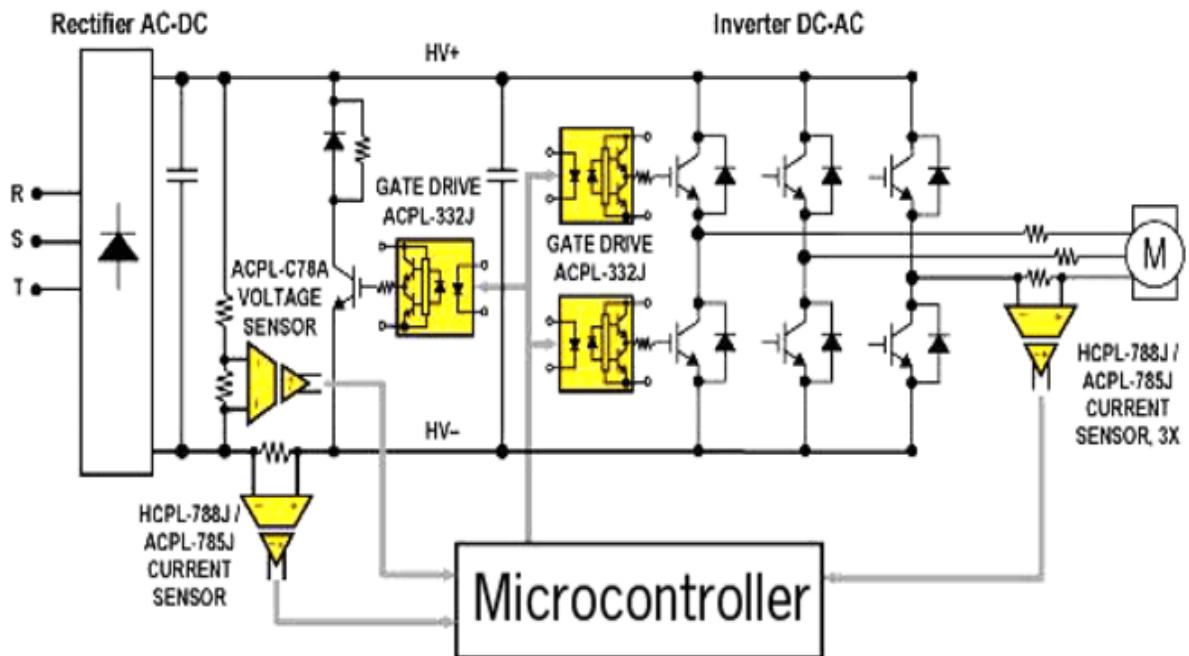 Rectifier AC-DC
Inverter DC-AC
HV+
R
S
T
GATE DRIVE
ACPL-332J
ACPL-C78A
VOLTAGE
SENSOR
GATE DRIVE
ACPL-332J
M
HCPL-788J /
ACPL-785J
CURRENT
SENSOR, 3X
HV–
HCPL-788J /
ACPL-785J
CURRENT
SENSOR
Microcontroller